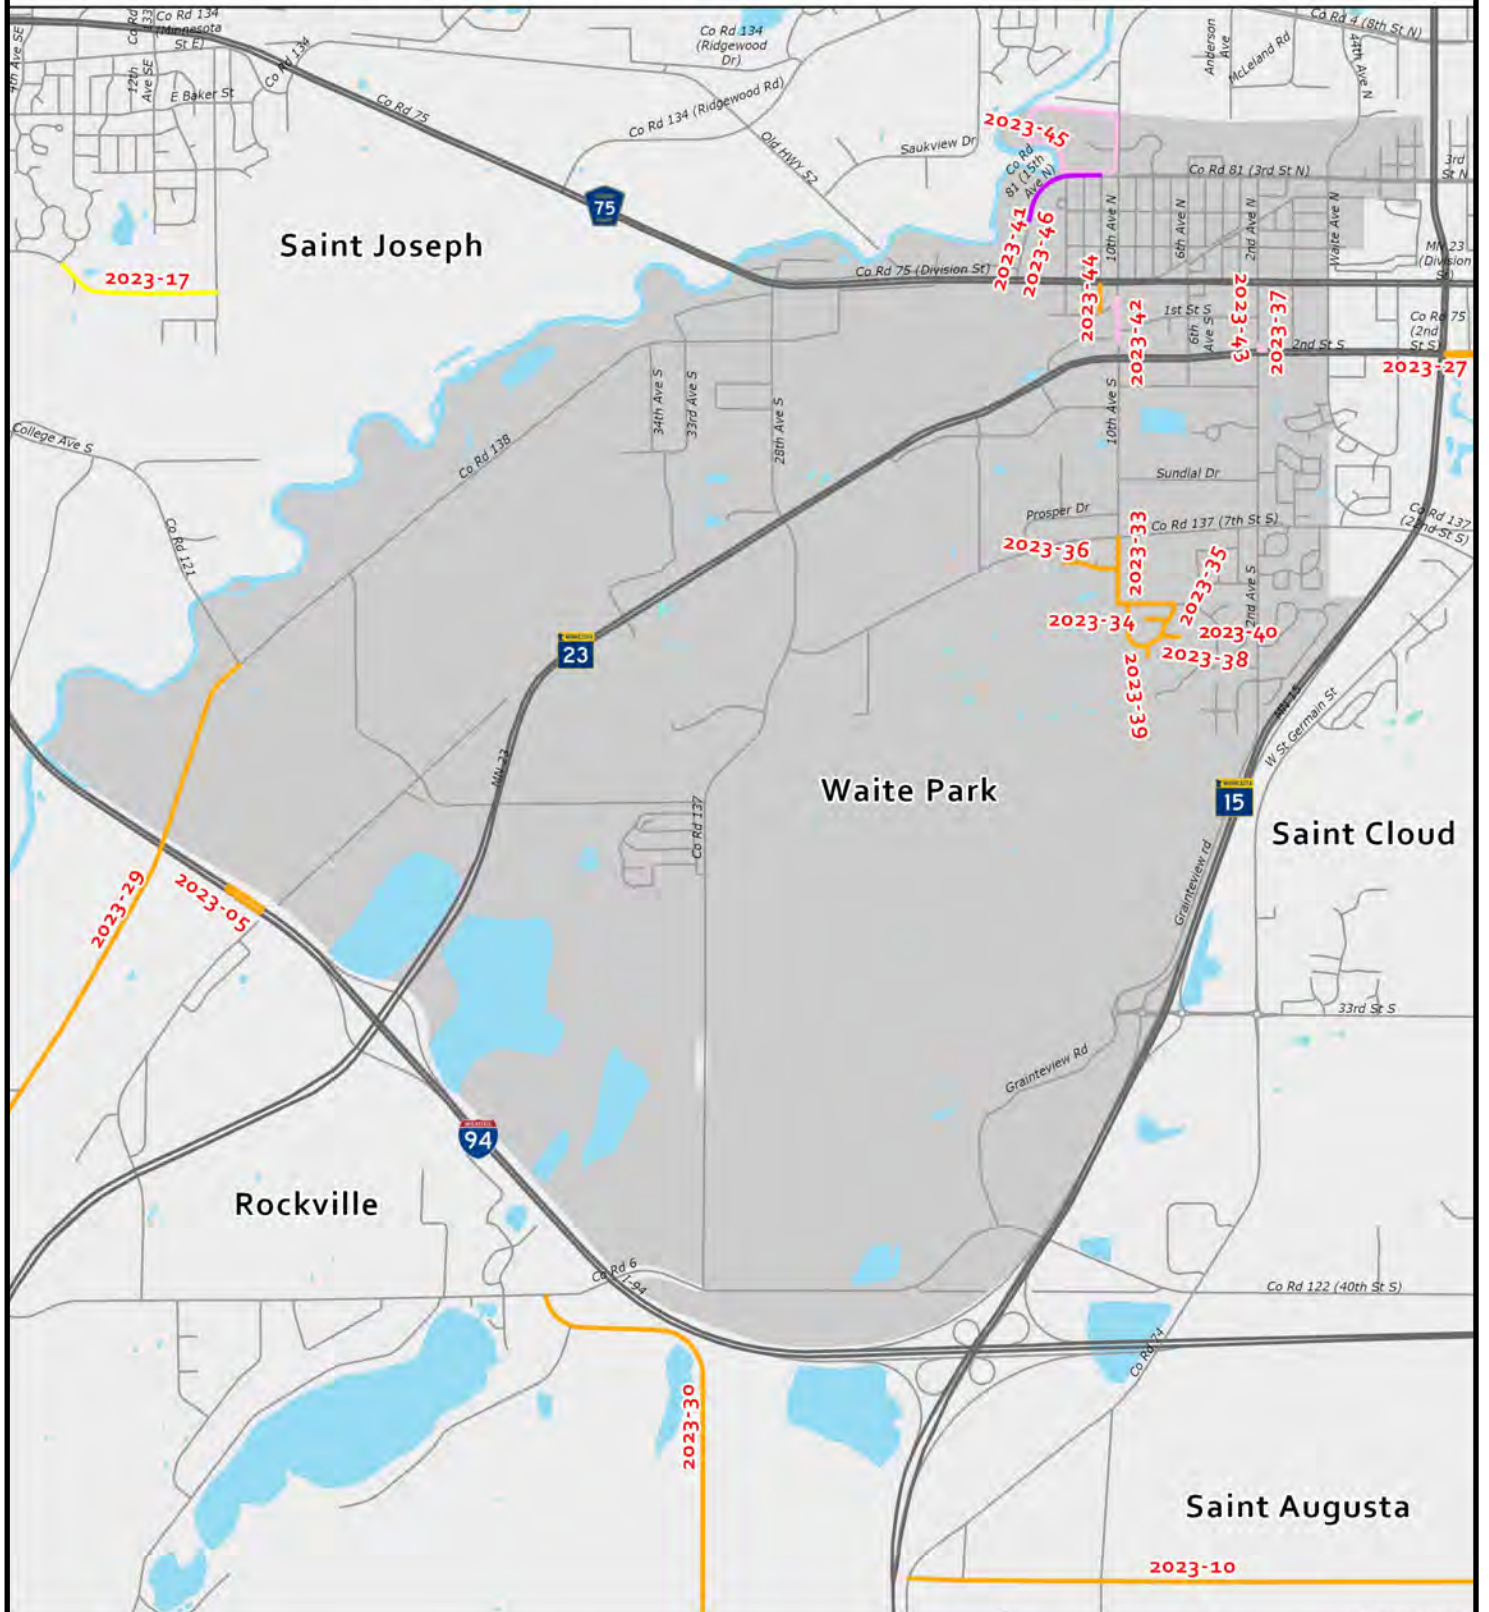 Co Rd 134
(Minnesota
St E)
Co Rd
133
Co Rd 134
4th Ave SE
12th
Ave SE
E Baker St
Co Rd 75
Co Rd 134
(Ridgewood
Dr)
Co Rd 134 (Ridgewood Rd)
Old HWY 52
Saukview Dr
Anderson
Ave
McLeland Rd
Co Rd 4 (8th St N)
44th Ave N
2023-45
Co Rd
81 (15th
Ave N)
Co Rd 81 (3rd St N)
3rd
St N
75
Saint Joseph
2023-17
2023-41
2023-46
10th Ave N
6th Ave N
2nd Ave N
Waite Ave N
MN 23
(Division
St)
Co Rd 75 (Division St)
2023-44
2023-42
1st St S
6th
Ave S
2023-43
2023-37
2nd St S
Co Rd 75
(2nd
St S)
2023-27
College Ave S
Co Rd 138
34th Ave S
33rd Ave S
28th Ave S
10th Ave S
Sundial Dr
Co Rd 121
Prosper Dr
Co Rd 137 (7th St S)
Co Rd 137
(22nd St S)
2023-36
2023-33
2023-35
2nd Ave S
2023-34
2023-40
2023-38
2023-39
MINNESOTA
23
MN 23
MN 15
W St Germain St
Waite Park
MINNESOTA
15
Saint Cloud
Co Rd 137
Grainteview rd
2023-29
2023-05
33rd St S
Grainteview Rd
94
Rockville
Co Rd 6
I-94
Co Rd 122 (40th St S)
Co Rd 74
2023-30
Saint Augusta
2023-10